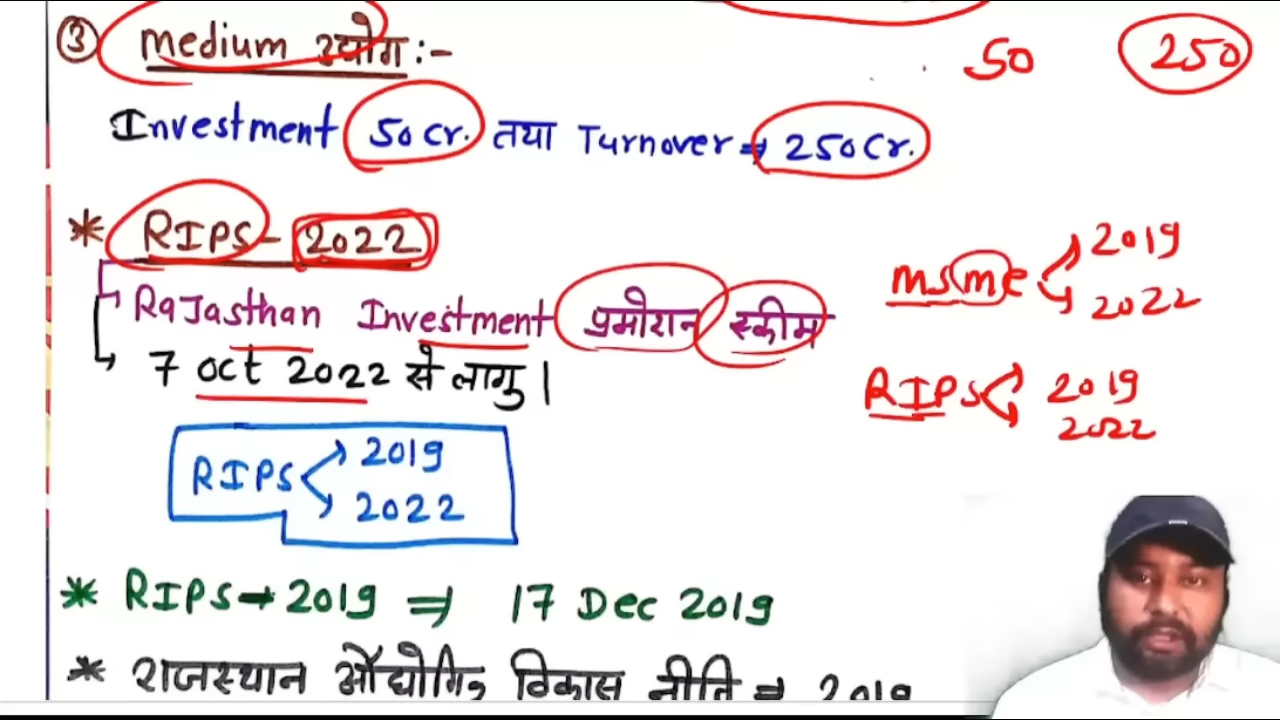 ③ Medium उद्योग :-
50 250
Investment 50 Cr. तथा Turnover ⇒ 250 Cr.
* RIPS - 2022
Rajasthan Investment प्रमोशन स्कीम
7 Oct 2022 से लागु।
MSME 2019
2022
RIPS 2019
2022
RIPS 2019
2022
* RIPS → 2019 ⇒ 17 Dec 2019
* राजस्थान औद्योगिक विकास नीति ⇒ 2019